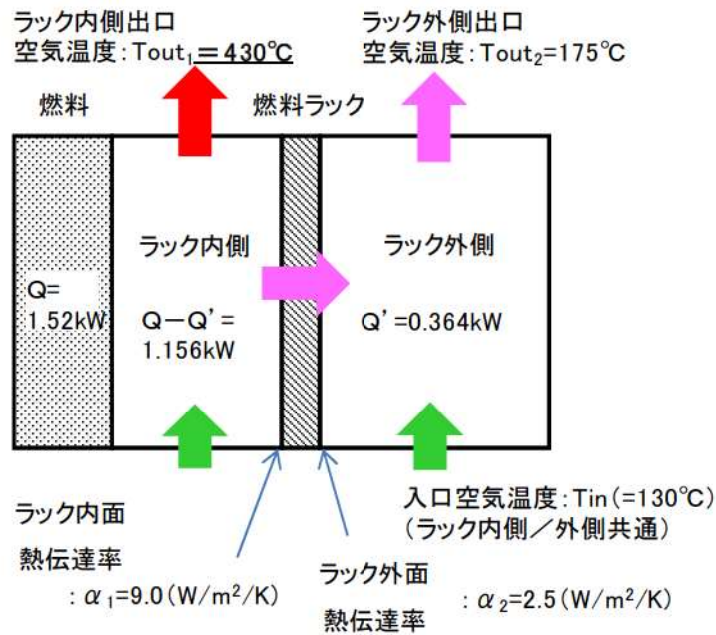 ラック内側出口
空気温度:Tout₁=430℃
ラック外側出口
空気温度:Tout₂=175℃
燃料
燃料ラック
ラック内側
ラック外側
Q=
1.52kW
Q-Q'=
1.156kW
Q'=0.364kW
入口空気温度:Tin(=130℃)
(ラック内側/外側共通)
ラック内面
熱伝達率
:α₁=9.0(W/m²/K)
ラック外面
熱伝達率
:α₂=2.5(W/m²/K)